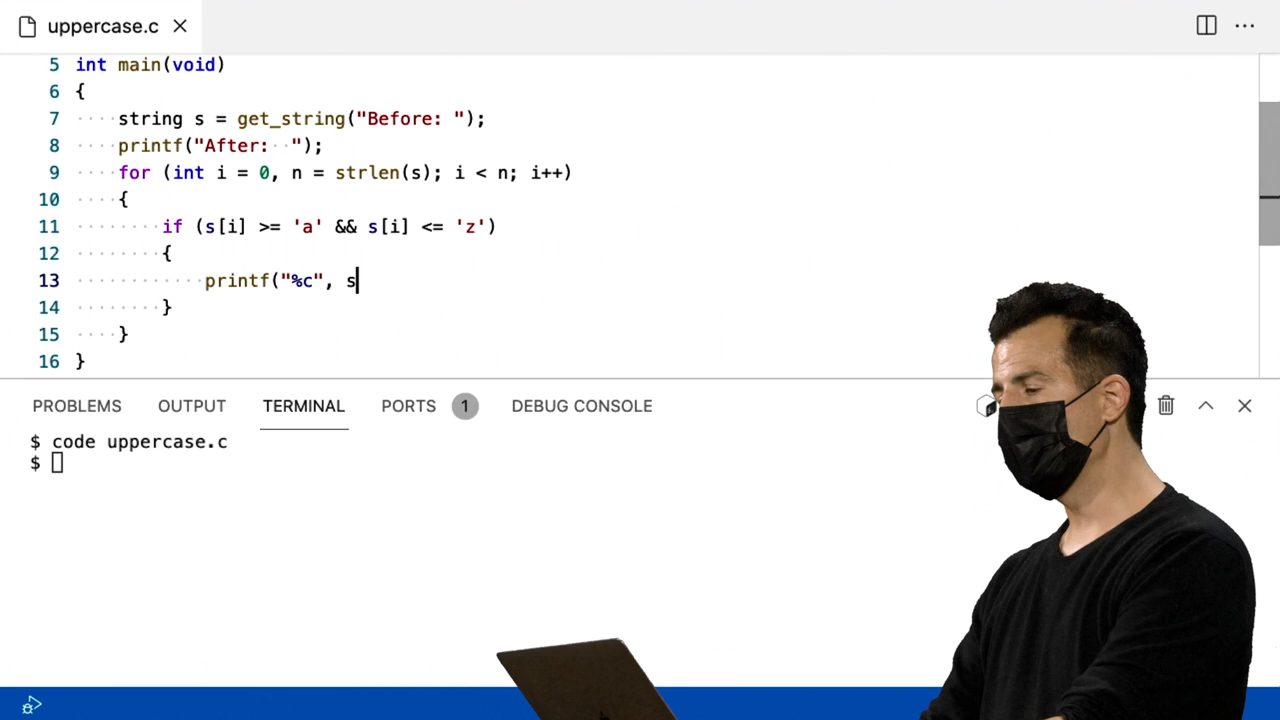 uppercase.c
5 int main(void)
6 {
7 ····string s = get_string("Before: ");
8 ····printf("After:··");
9 ····for (int i = 0, n = strlen(s); i < n; i++)
10 ····{
11 ········if (s[i] >= 'a' && s[i] <= 'z')
12 ········{
13 ············printf("%c", s
14 ········}
15 ····}
16 }
PROBLEMS OUTPUT TERMINAL PORTS 1 DEBUG CONSOLE
$ code uppercase.c
$